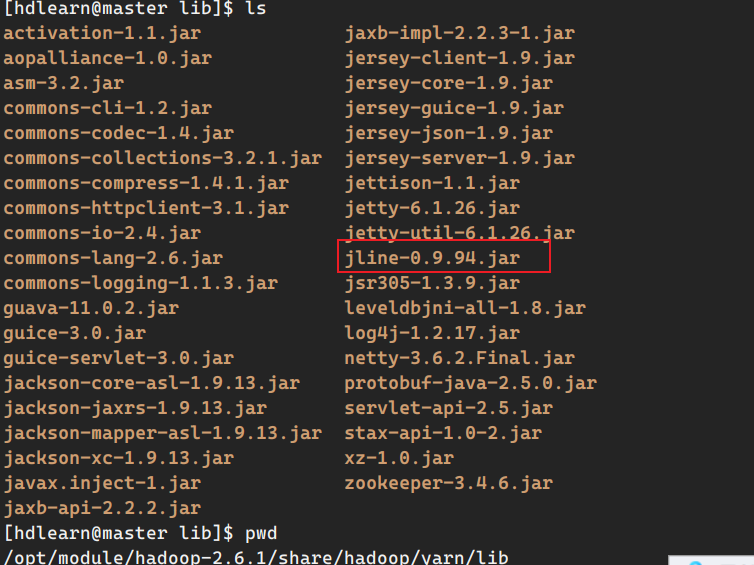 [hdlearn@master lib]$ ls
activation-1.1.jar jaxb-impl-2.2.3-1.jar
aopalliance-1.0.jar jersey-client-1.9.jar
asm-3.2.jar jersey-core-1.9.jar
commons-cli-1.2.jar jersey-guice-1.9.jar
commons-codec-1.4.jar jersey-json-1.9.jar
commons-collections-3.2.1.jar jersey-server-1.9.jar
commons-compress-1.4.1.jar jettison-1.1.jar
commons-httpclient-3.1.jar jetty-6.1.26.jar
commons-io-2.4.jar jetty-util-6.1.26.jar
commons-lang-2.6.jar jline-0.9.94.jar
commons-logging-1.1.3.jar jsr305-1.3.9.jar
guava-11.0.2.jar leveldbjni-all-1.8.jar
guice-3.0.jar log4j-1.2.17.jar
guice-servlet-3.0.jar netty-3.6.2.Final.jar
jackson-core-asl-1.9.13.jar protobuf-java-2.5.0.jar
jackson-jaxrs-1.9.13.jar servlet-api-2.5.jar
jackson-mapper-asl-1.9.13.jar stax-api-1.0-2.jar
jackson-xc-1.9.13.jar xz-1.0.jar
javax.inject-1.jar zookeeper-3.4.6.jar
jaxb-api-2.2.2.jar
[hdlearn@master lib]$ pwd
/opt/module/hadoop-2.6.1/share/hadoop/yarn/lib